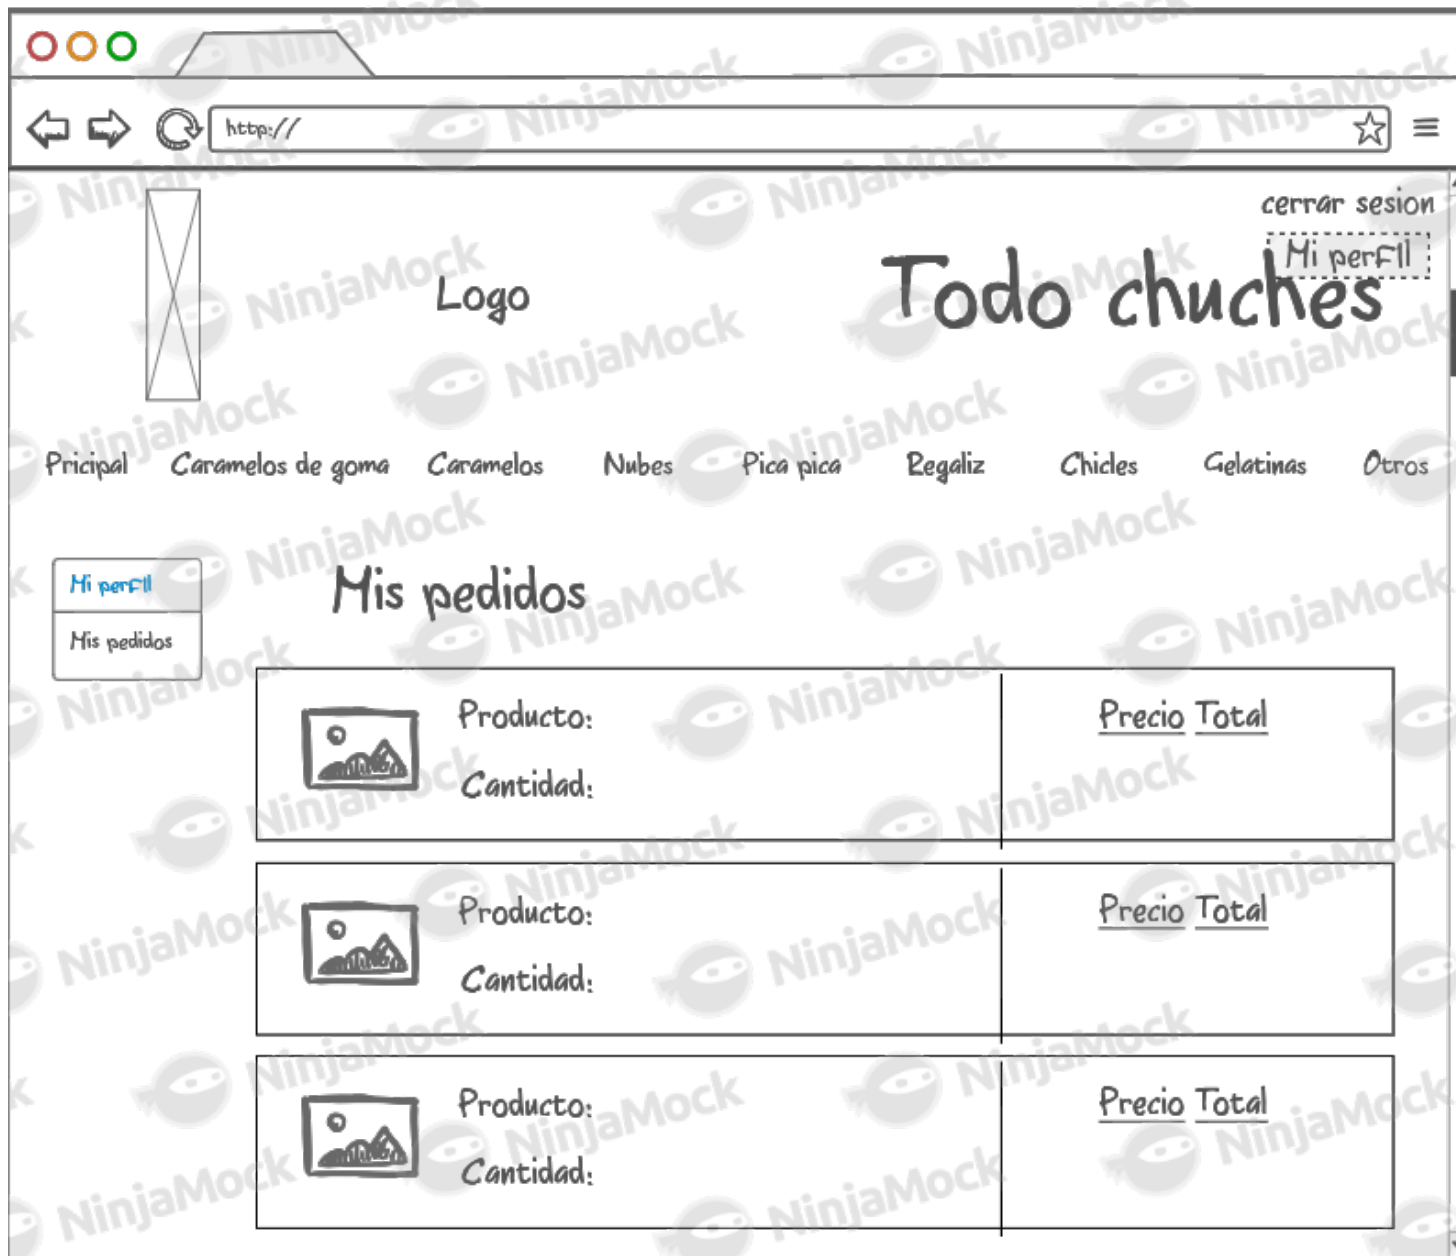 http://
cerrar sesion
Mi perfil
Logo
Todo chuches
Pricipal Caramelos de goma Caramelos Nubes Pica pica Regaliz Chicles Gelatinas Otros
Mi perfil
Mis pedidos
Mis pedidos
Producto:
Precio Total
Cantidad:
Producto:
Precio Total
Cantidad:
Producto:
Precio Total
Cantidad:
NinjaMock